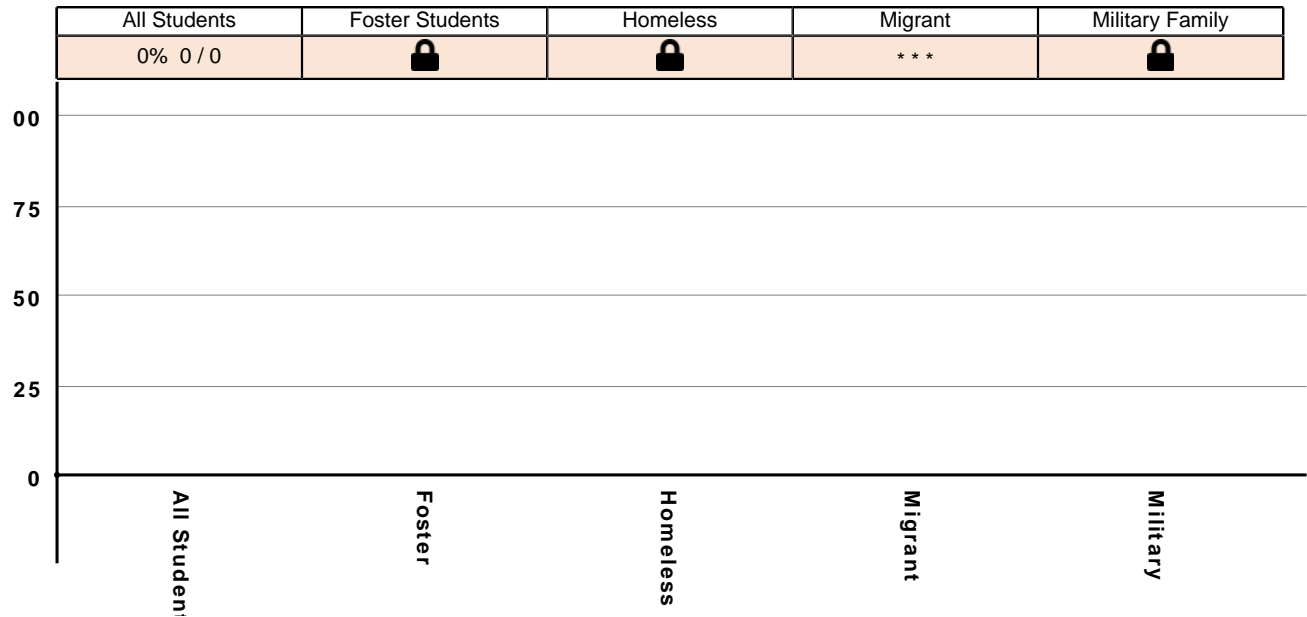 All Students Foster Students Homeless Migrant Military Family
0% 0 / 0 * * *
00
75
50
25
0
All Student
Foster
Homeless
Migrant
Military